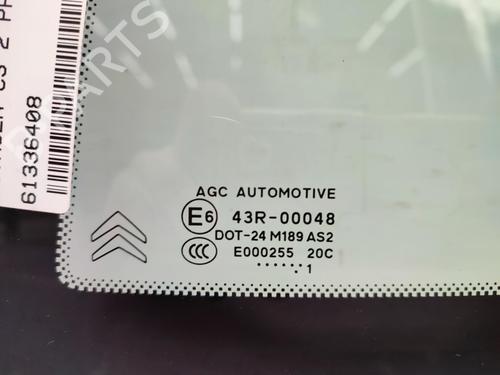 61336408
AGC AUTOMOTIVE
E6 43R-00048
DOT-24 M189 AS2
CCC E000255 20C
......1